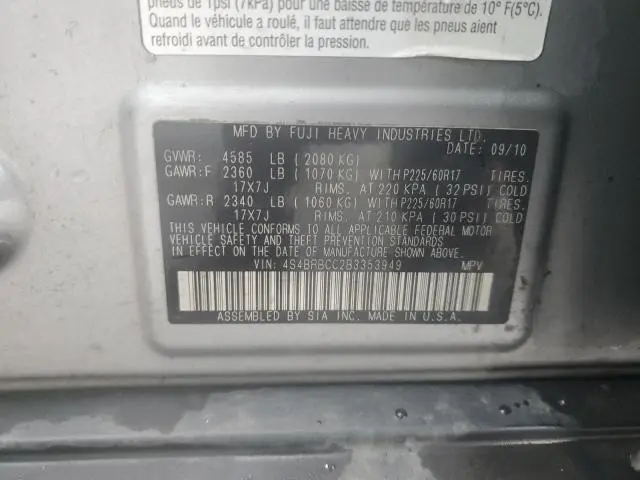 pneus de 1psi (7kPa) pour une baisse de température de 10° F(5°C).
Quand le véhicule a roulé, il faut attendre que les pneus aient
refroidi avant de contrôler la pression.
MFD BY FUJI HEAVY INDUSTRIES LTD.
DATE: 09/10
GVWR: 4585 LB ( 2080 KG)
GAWR:F 2360 LB ( 1070 KG) WITH P225/60R17 TIRES.
17X7J RIMS. AT 220 KPA ( 32 PSI) COLD
GAWR:R 2340 LB ( 1060 KG) WITH P225/60R17 TIRES.
17X7J RIMS. AT 210 KPA ( 30 PSI) COLD
THIS VEHICLE CONFORMS TO ALL APPLICABLE FEDERAL MOTOR
VEHICLE SAFETY AND THEFT PREVENTION STANDARDS IN
EFFECT ON THE DATE OF MANUFACTURE SHOWN ABOVE.
VIN: 4S4BRBCC2B3353949 MPV
ASSEMBLED BY SIA INC. MADE IN U.S.A.